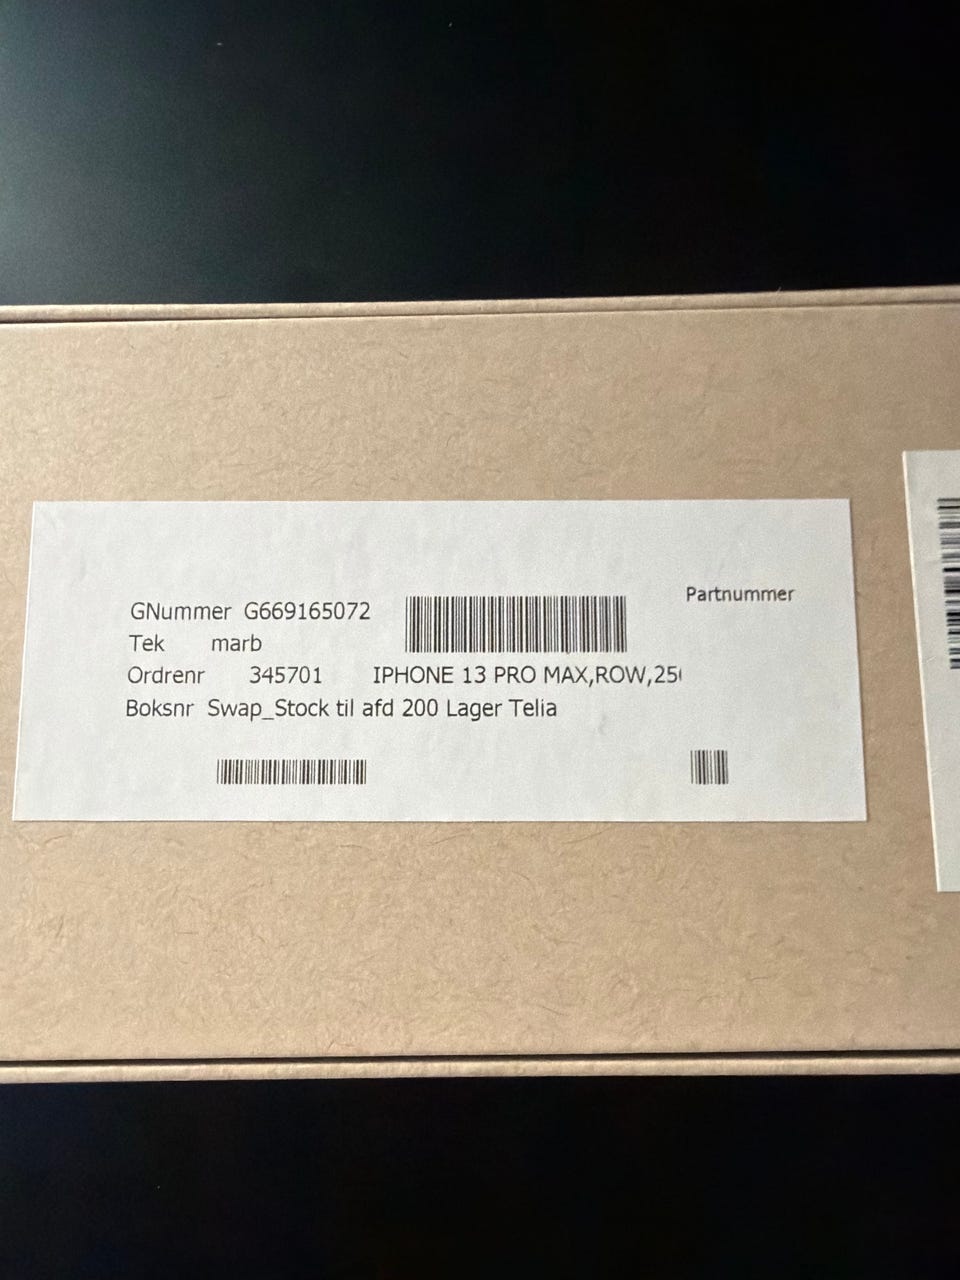 Partnummer
GNummer G669165072
Tek marb
Ordrenr 345701 IPHONE 13 PRO MAX,ROW,25
Boksnr Swap_Stock til afd 200 Lager Telia